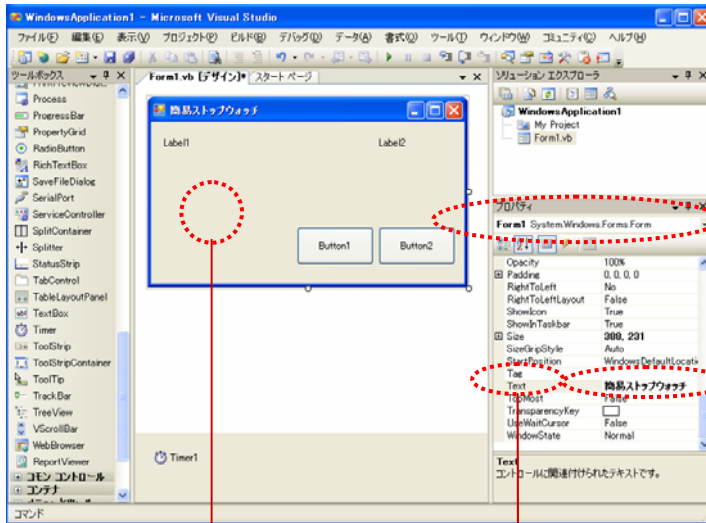 WindowsApplication1 - Microsoft Visual Studio
ファイル(F) 編集(E) 表示(V) プロジェクト(P) ビルド(B) デバッグ(D) データ(A) 書式(O) ツール(T) ウィンドウ(W) コミュニティ(C) ヘルプ(H)
ツールボックス
Process
ProgressBar
PropertyGrid
RadioButton
RichTextBox
SaveFileDialog
SerialPort
ServiceController
SplitContainer
Splitter
StatusStrip
TabControl
TableLayoutPanel
TextBox
Timer
ToolStrip
ToolStripContainer
ToolTip
TrackBar
TreeView
VScrollBar
WebBrowser
ReportViewer
コモン コントロール
コンテナ
コマンド
Form1.vb [デザイン]* スタート ページ
簡易ストップウォッチ
Label1 Label2
Button1 Button2
Timer1
ソリューション エクスプローラ
WindowsApplication1
My Project
Form1.vb
プロパティ
Form1 System.Windows.Forms.Form
Opacity 100%
Padding 0, 0, 0, 0
RightToLeft No
RightToLeftLayout False
ShowIcon True
ShowInTaskbar True
Size 388, 231
SizeGripStyle Auto
StartPosition WindowsDefaultLocati
Tag
Text 簡易ストップウォッチ
TopMost False
TransparencyKey
UseWaitCursor False
WindowState Normal
Text
コントロールに関連付けられたテキストです。